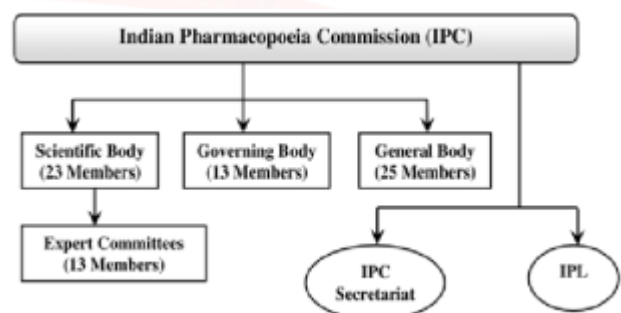 Indian Pharmacopoeia Commission (IPC)
Scientific Body
(23 Members)
Governing Body
(13 Members)
General Body
(25 Members)
Expert Committees
(13 Members)
IPC
Secretariat
IPL